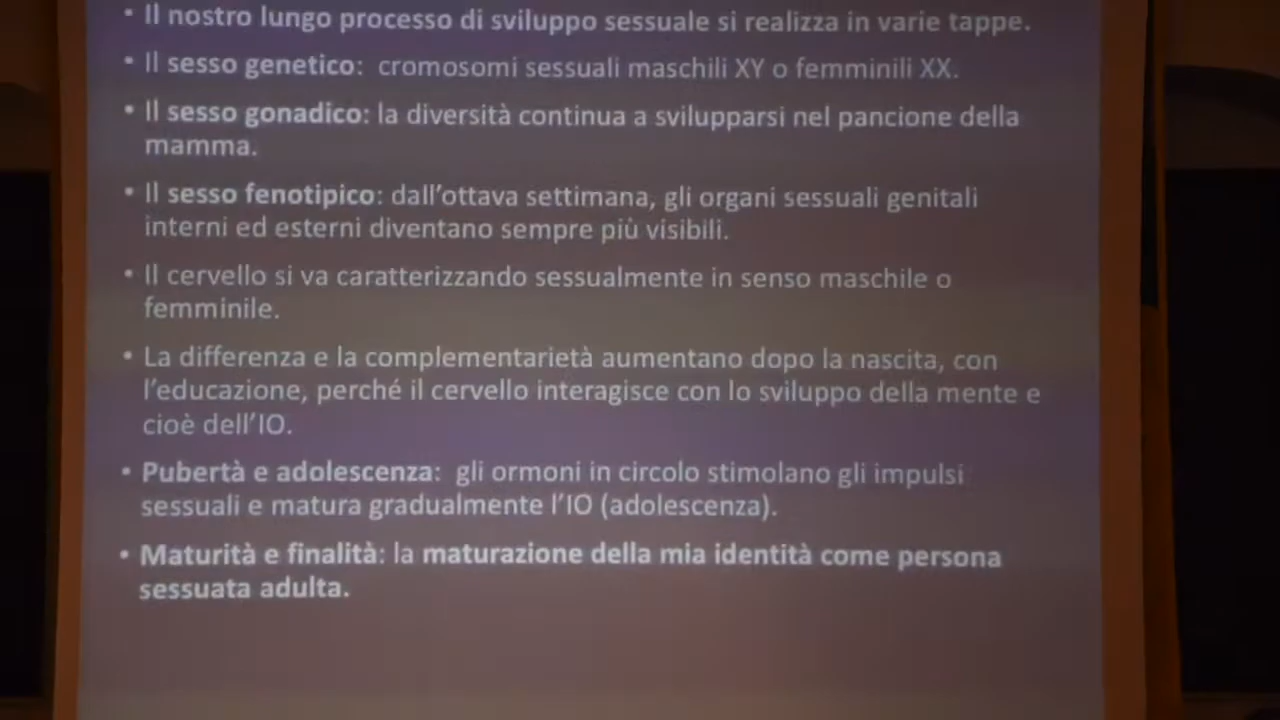 • Il nostro lungo processo di sviluppo sessuale si realizza in varie tappe.
• Il sesso genetico: cromosomi sessuali maschili XY o femminili XX.
• Il sesso gonadico: la diversità continua a svilupparsi nel pancione della
mamma.
• Il sesso fenotipico: dall'ottava settimana, gli organi sessuali genitali
interni ed esterni diventano sempre più visibili.
• Il cervello si va caratterizzando sessualmente in senso maschile o
femminile.
• La differenza e la complementarietà aumentano dopo la nascita, con
l'educazione, perché il cervello interagisce con lo sviluppo della mente e
cioè dell'IO.
• Pubertà e adolescenza: gli ormoni in circolo stimolano gli impulsi
sessuali e matura gradualmente l'IO (adolescenza).
• Maturità e finalità: la maturazione della mia identità come persona
sessuata adulta.